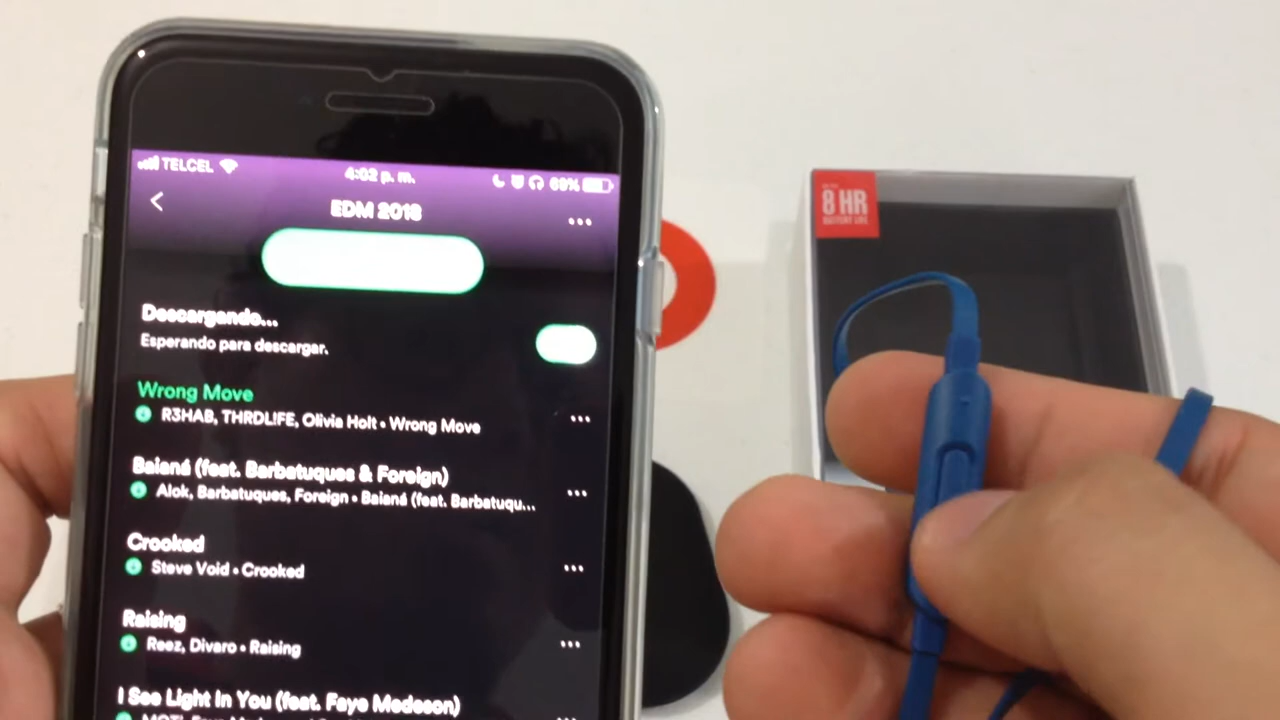 TELCEL
4:02 p. m.
69%
EDM 2018
Descargando...
Esperando para descargar.
Wrong Move
R3HAB, THRDL!FE, Olivia Holt • Wrong Move
Baianá (feat. Barbatuques & Foreign)
Alok, Barbatuques, Foreign • Baianá (feat. Barbatuqu...
Crooked
Steve Void • Crooked
Raising
Reez, Divaro • Raising
I See Light In You (feat. Faye Medeson)
8 HR
BATTERY LIFE